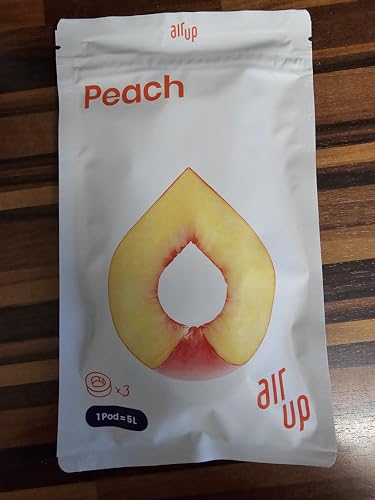 air up
Peach
x3
1 Pod = 5L
air
up